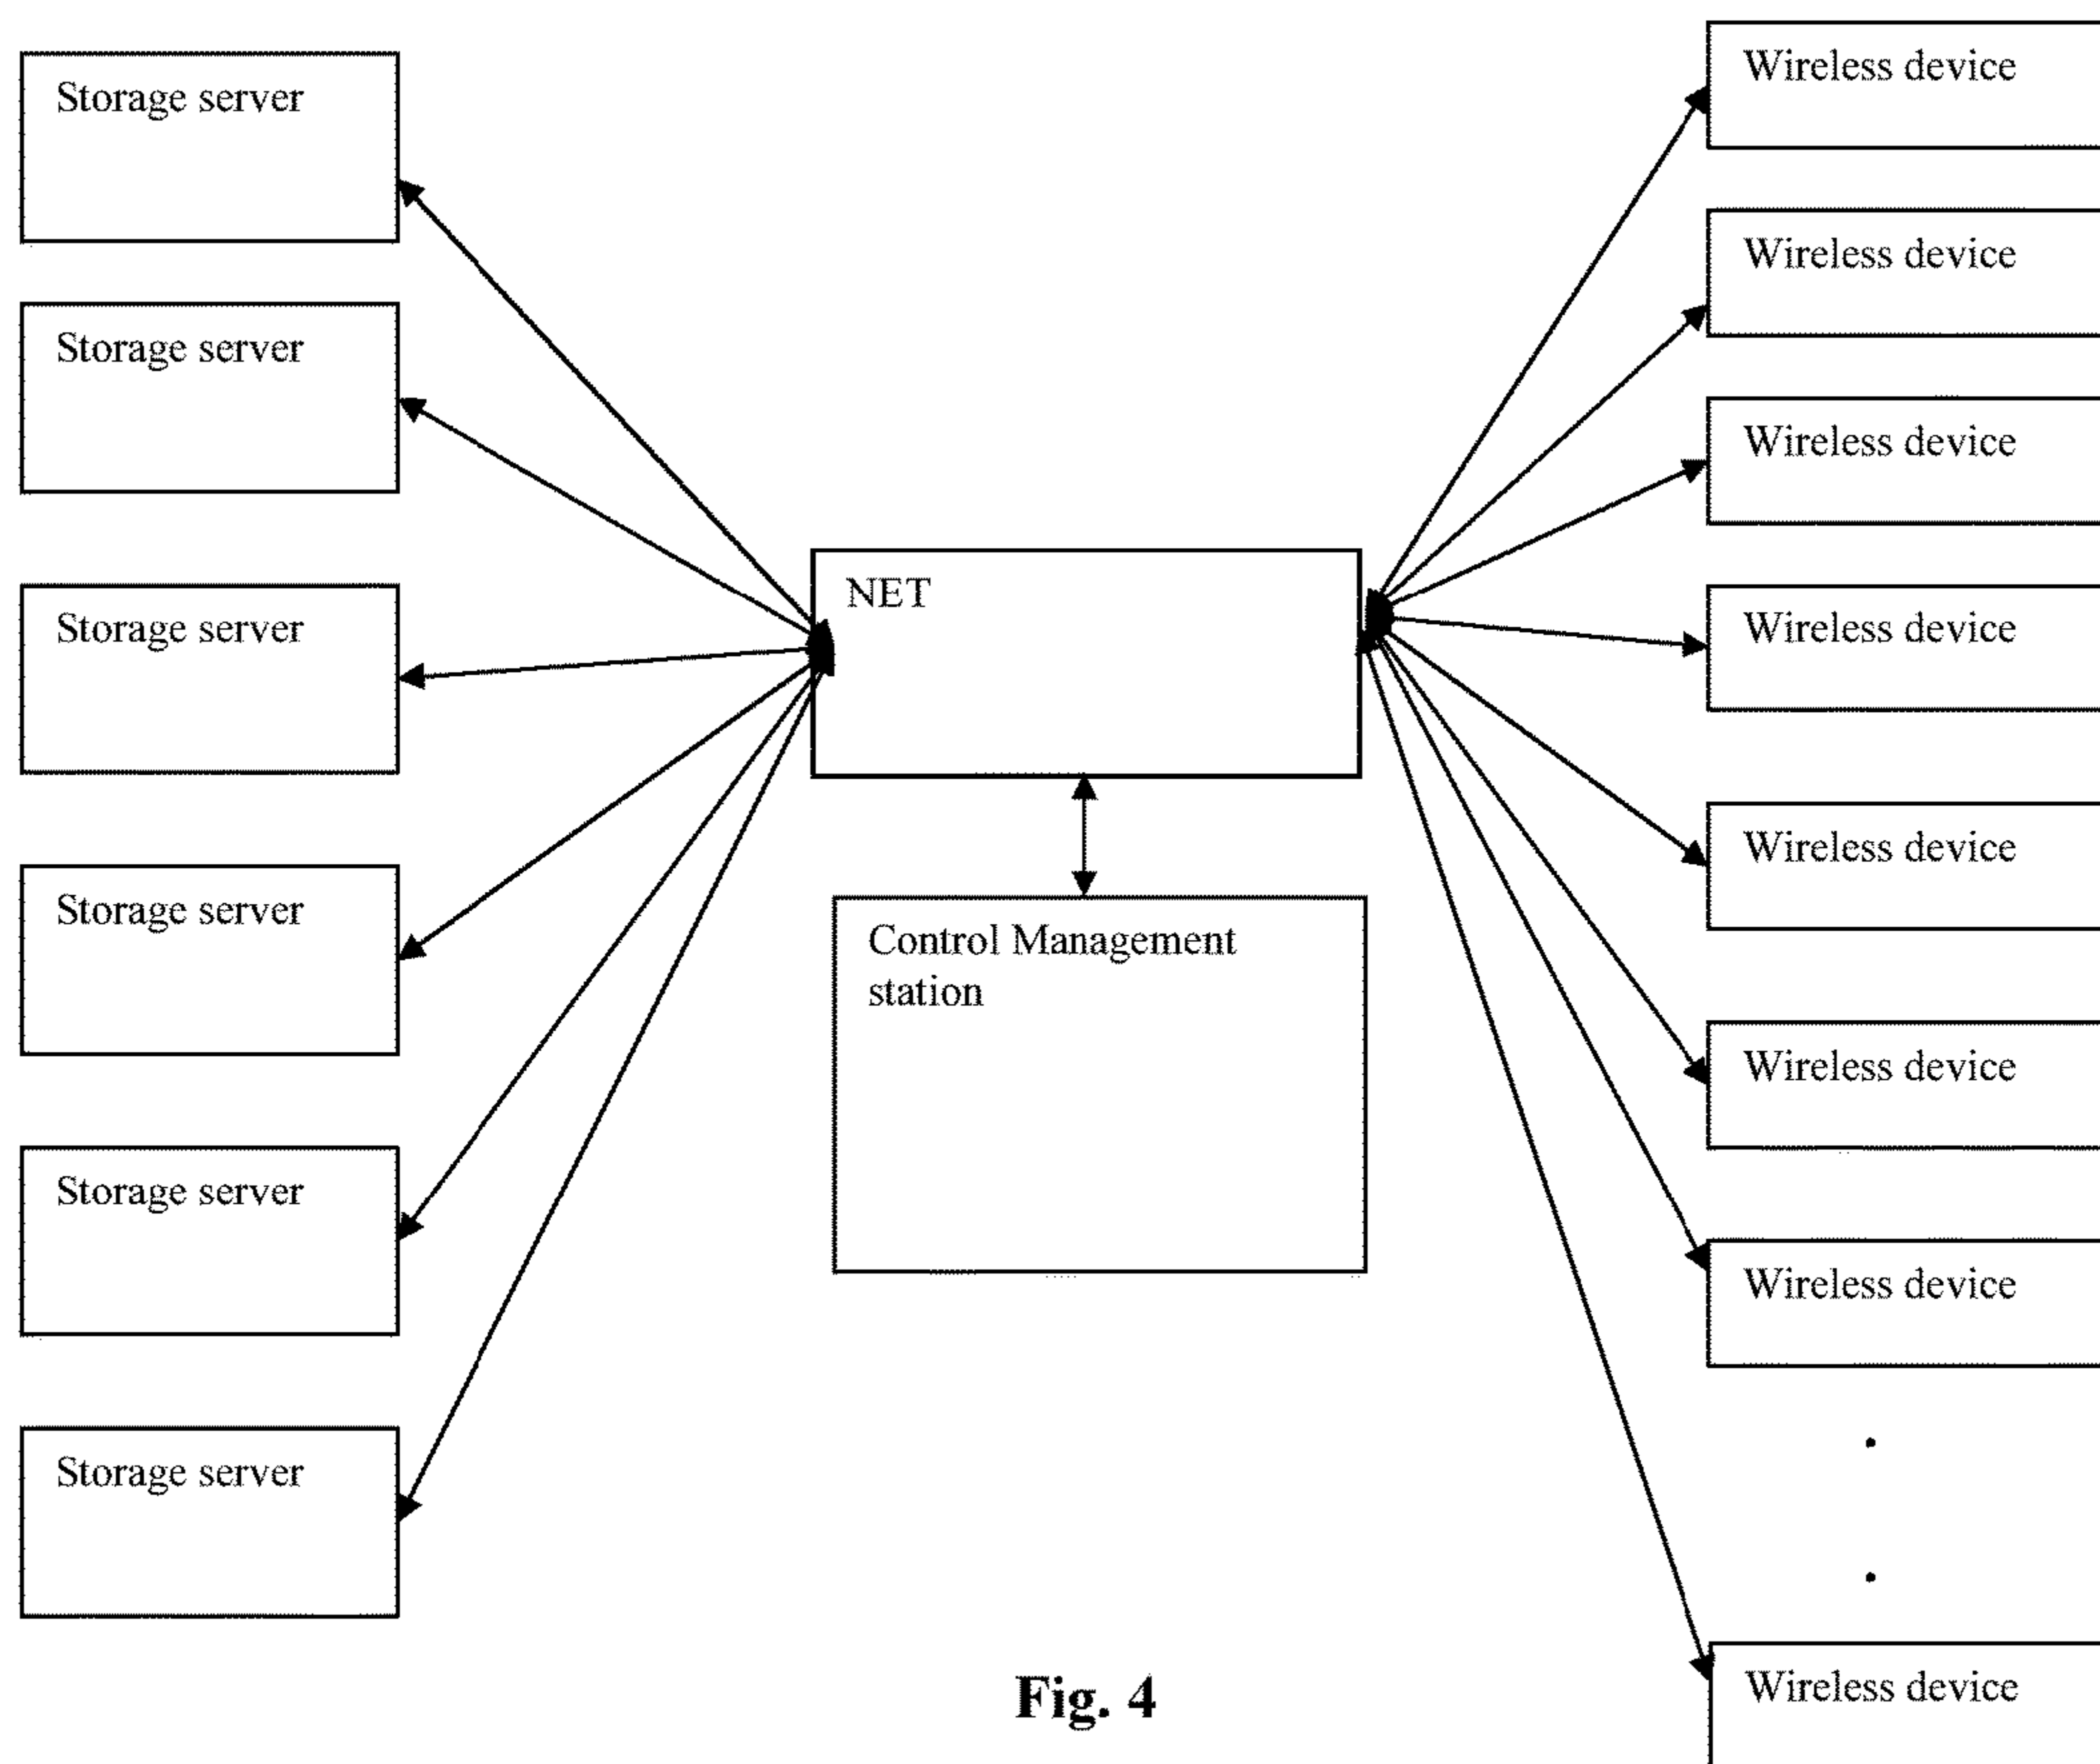 Storage server
Storage server
Storage server
Storage server
Storage server
Storage server
NET
Control Management
station
Wireless device
Wireless device
Wireless device
Wireless device
Wireless device
Wireless device
Wireless device
.
.
Wireless device
Fig. 4